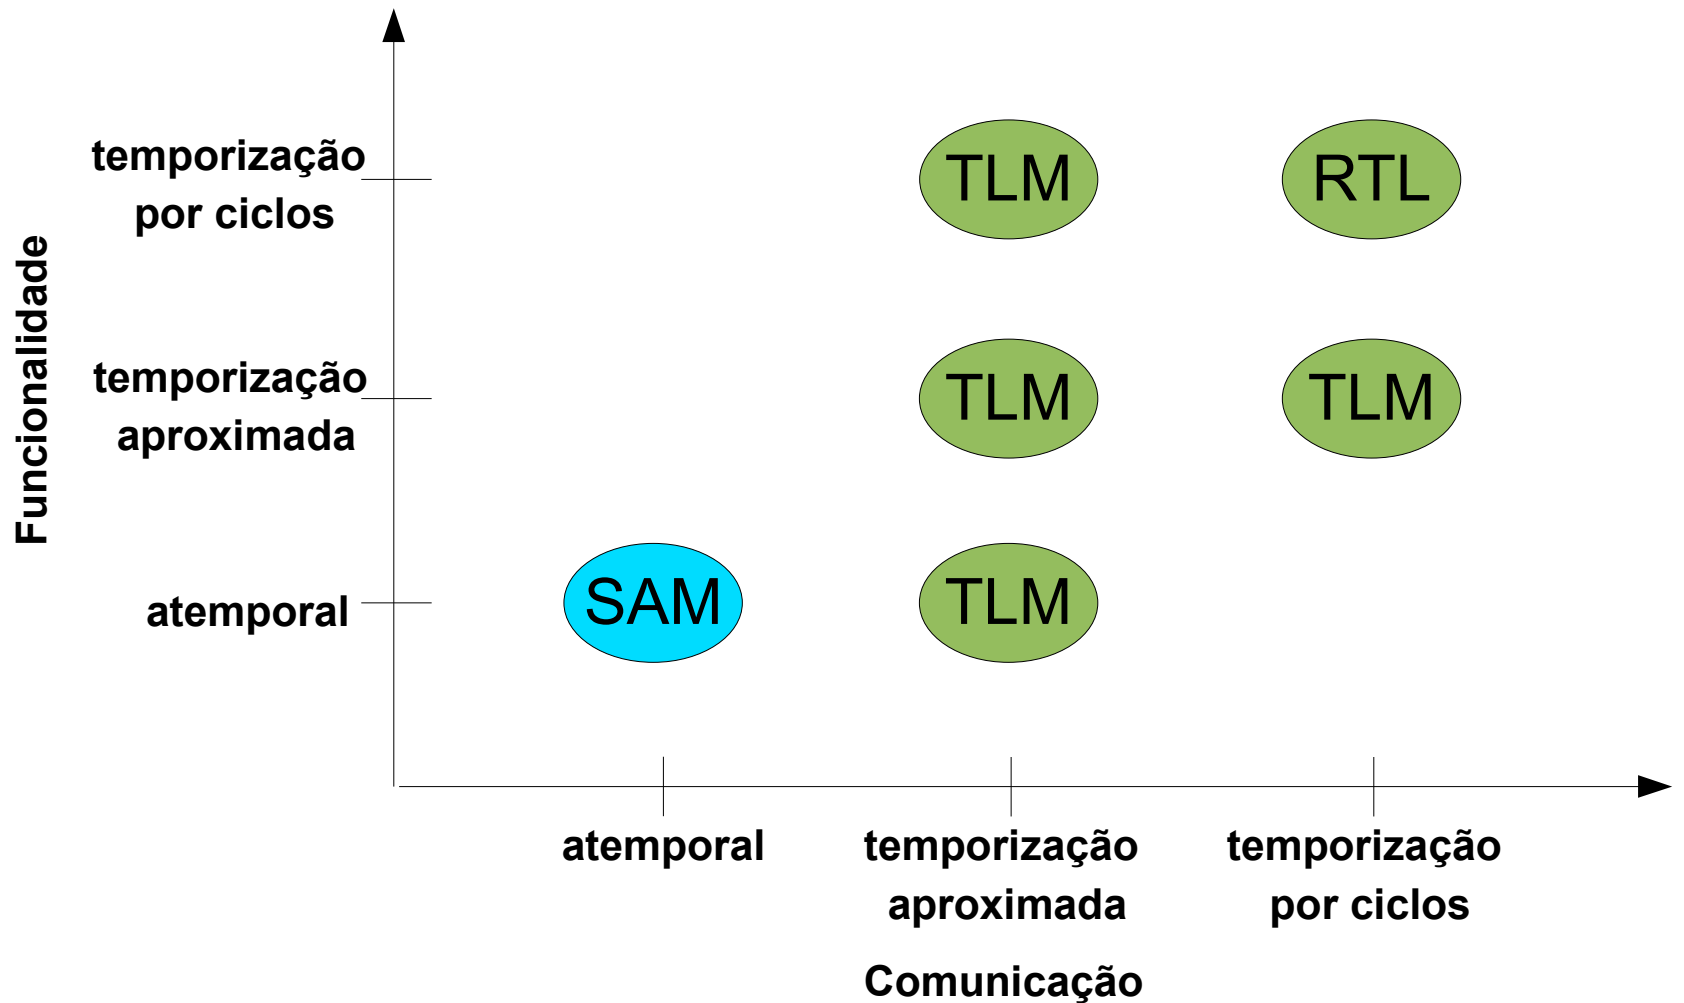 temporização
por ciclos
TLM
RTL
Funcionalidade
temporização
aproximada
TLM
TLM
atemporal
SAM
TLM
atemporal
temporização
aproximada
temporização
por ciclos
Comunicação